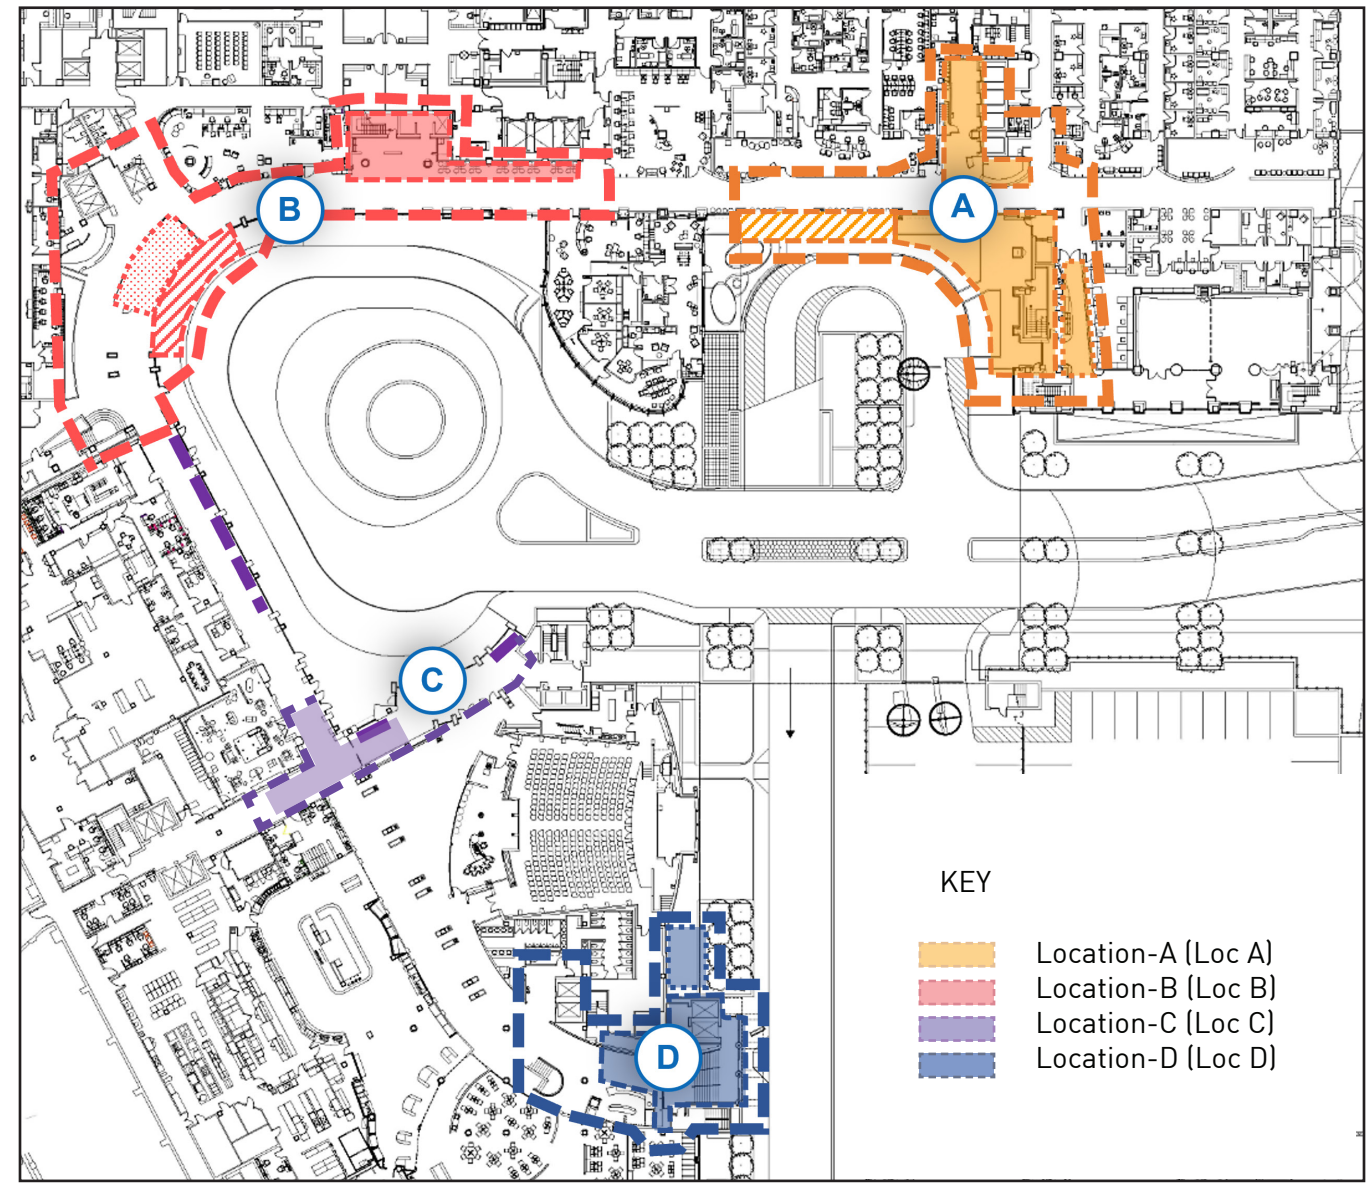 A
B
C
D
KEY
Location-A (Loc A)
Location-B (Loc B)
Location-C (Loc C)
Location-D (Loc D)